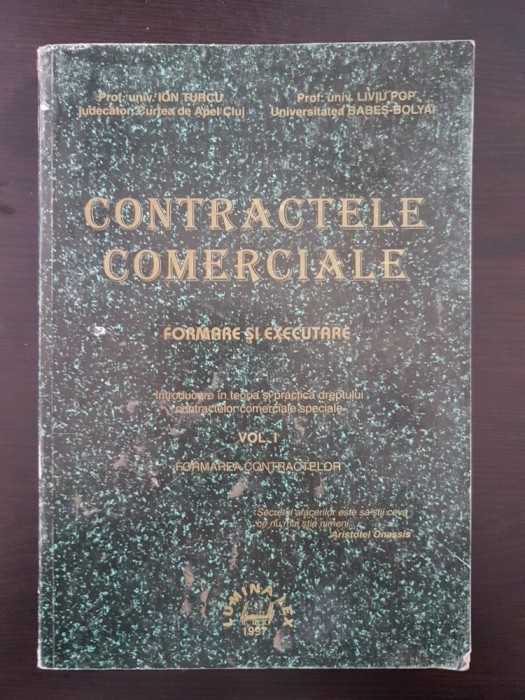 Prof. univ. ION TURCU
judecător: Curtea de Apel Cluj
Prof. univ. LIVIU POP
Universitatea BABEȘ-BOLYAI
CONTRACTELE
COMERCIALE
FORMARE ȘI EXECUTARE
Introducere în teoria și practica dreptului
contractelor comerciale speciale
VOL. I
FORMAREA CONTRACTELOR
Secretul afacerilor este să știi ceva
ce nu mai știe nimeni
Aristotel Onassis
LUMINA LEX
1997